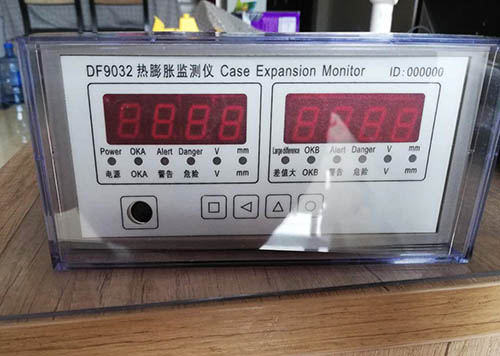 DF9032 热膨胀监测仪 Case Expansion Monitor ID: 000000
8888 8788
Power OKA Alert Danger V mm Large difference OKB Alert Danger V mm
电源 OKA 警告 危险 V mm 差值大 OKB 警告 危险 V mm